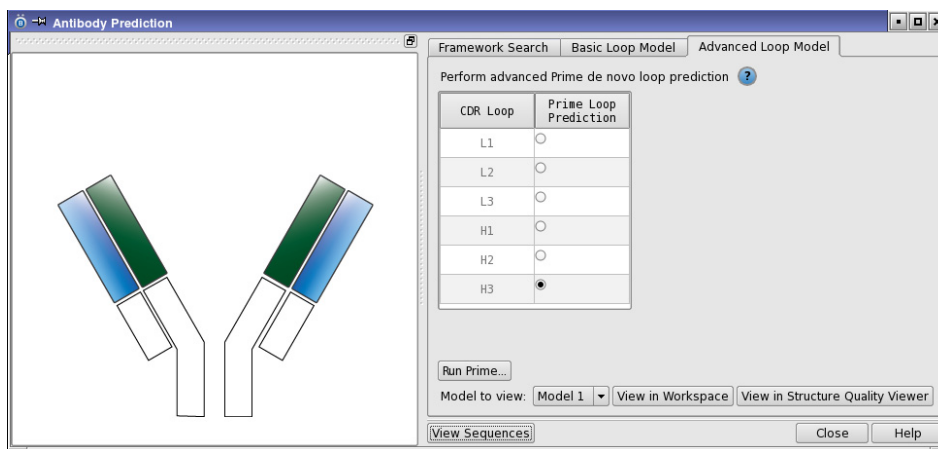 Antibody Prediction
Framework Search Basic Loop Model Advanced Loop Model
Perform advanced Prime de novo loop prediction ?
CDR Loop Prime Loop Prediction
L1
L2
L3
H1
H2
H3
Run Prime...
Model to view: Model 1 View in Workspace View in Structure Quality Viewer
View Sequences Close Help